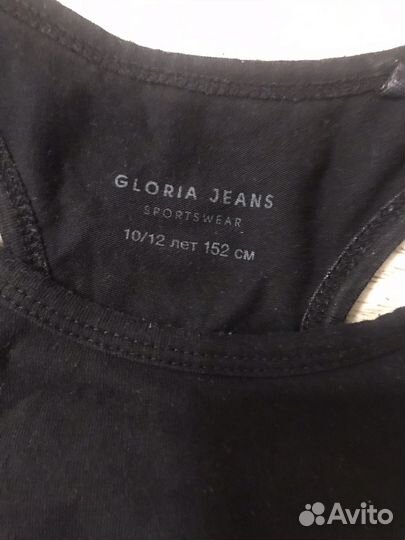 GLORIA JEANS
SPORTSWEAR
10/12 лет 152 см
Avito